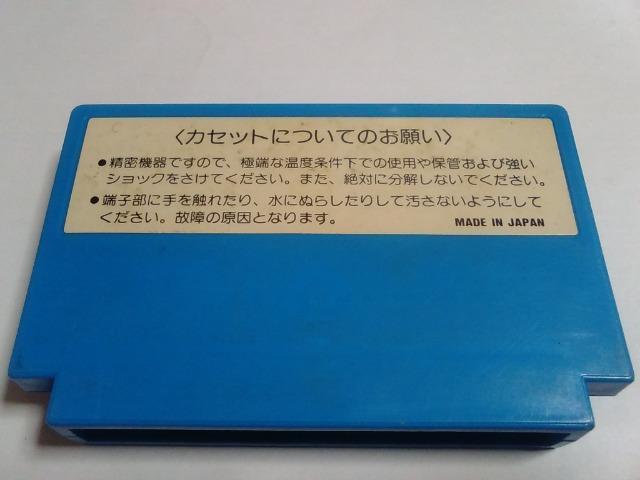 〈カセットについてのお願い〉
●精密機器ですので、極端な温度条件下での使用や保管および強い
ショックをさけてください。また、絶対に分解しないでください。
●端子部に手を触れたり、水にぬらしたりして汚さないようにして
ください。故障の原因となります。
MADE IN JAPAN